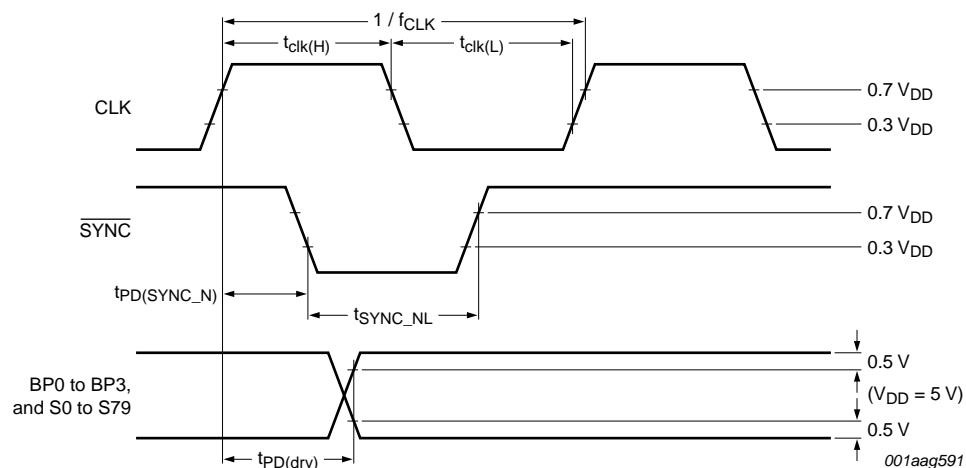 1 / fCLK
tclk(H)
tclk(L)
CLK
0.7 VDD
0.3 VDD
SYNC
0.7 VDD
0.3 VDD
tPD(SYNC_N)
tSYNC_NL
BP0 to BP3,
and S0 to S79
0.5 V
(VDD = 5 V)
0.5 V
tPD(drv)
001aag591